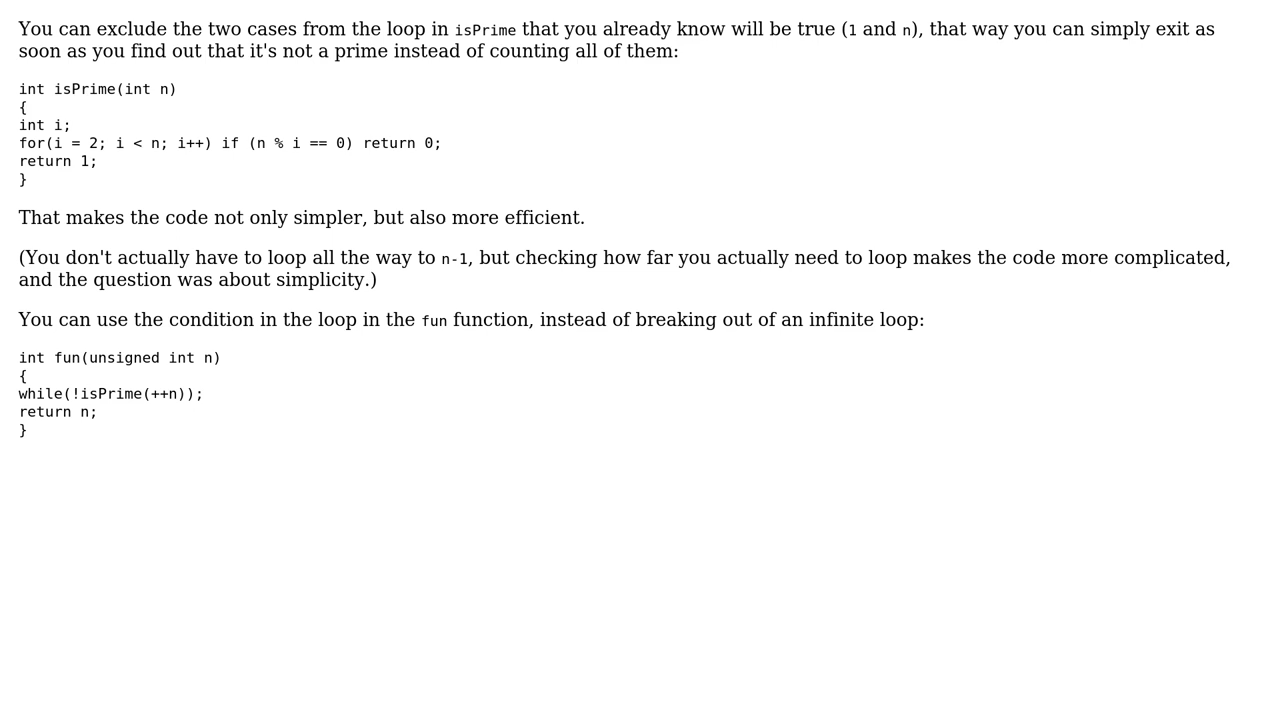 You can exclude the two cases from the loop in isPrime that you already know will be true (1 and n), that way you can simply exit as
soon as you find out that it's not a prime instead of counting all of them:
int isPrime(int n)
{
int i;
for(i = 2; i < n; i++) if (n % i == 0) return 0;
return 1;
}
That makes the code not only simpler, but also more efficient.
(You don't actually have to loop all the way to n-1, but checking how far you actually need to loop makes the code more complicated,
and the question was about simplicity.)
You can use the condition in the loop in the fun function, instead of breaking out of an infinite loop:
int fun(unsigned int n)
{
while(!isPrime(++n));
return n;
}